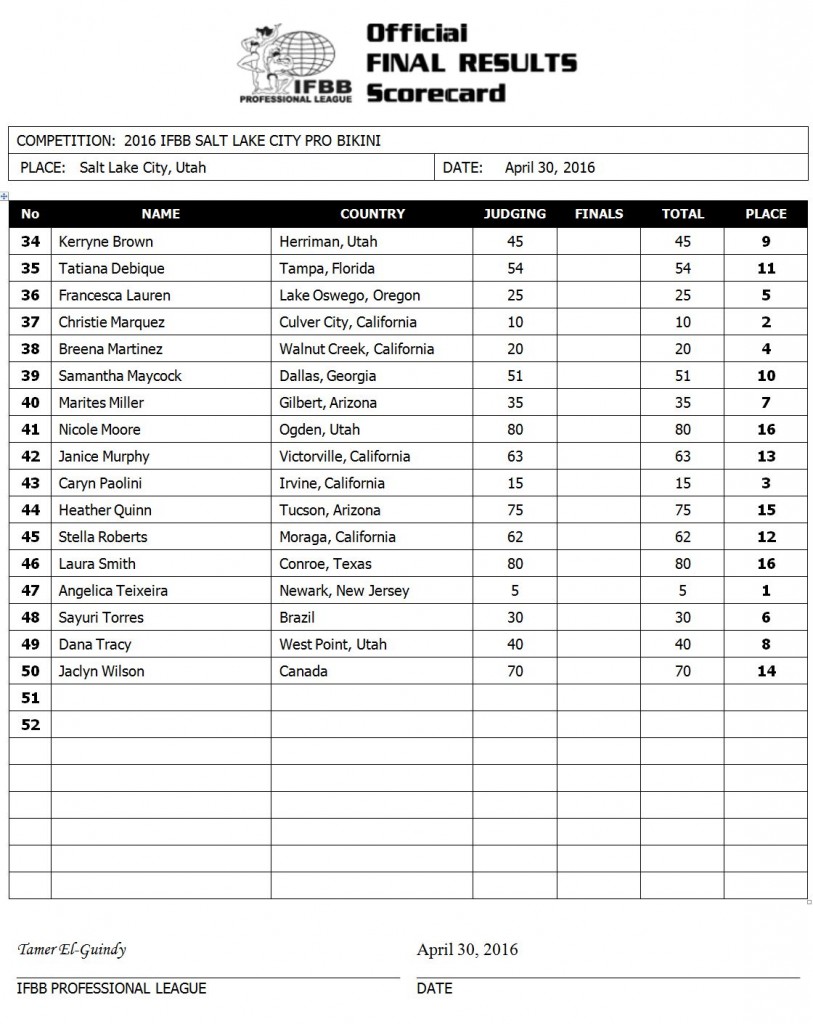 Official
FINAL RESULTS
Scorecard
IFBB
PROFESSIONAL LEAGUE
COMPETITION: 2016 IFBB SALT LAKE CITY PRO BIKINI
PLACE: Salt Lake City, Utah DATE: April 30, 2016
No NAME COUNTRY JUDGING FINALS TOTAL PLACE
34 Kerryne Brown Herriman, Utah 45 45 9
35 Tatiana Debique Tampa, Florida 54 54 11
36 Francesca Lauren Lake Oswego, Oregon 25 25 5
37 Christie Marquez Culver City, California 10 10 2
38 Breena Martinez Walnut Creek, California 20 20 4
39 Samantha Maycock Dallas, Georgia 51 51 10
40 Marites Miller Gilbert, Arizona 35 35 7
41 Nicole Moore Ogden, Utah 80 80 16
42 Janice Murphy Victorville, California 63 63 13
43 Caryn Paolini Irvine, California 15 15 3
44 Heather Quinn Tucson, Arizona 75 75 15
45 Stella Roberts Moraga, California 62 62 12
46 Laura Smith Conroe, Texas 80 80 16
47 Angelica Teixeira Newark, New Jersey 5 5 1
48 Sayuri Torres Brazil 30 30 6
49 Dana Tracy West Point, Utah 40 40 8
50 Jaclyn Wilson Canada 70 70 14
51
52
Tamer El-Guindy April 30, 2016
IFBB PROFESSIONAL LEAGUE DATE